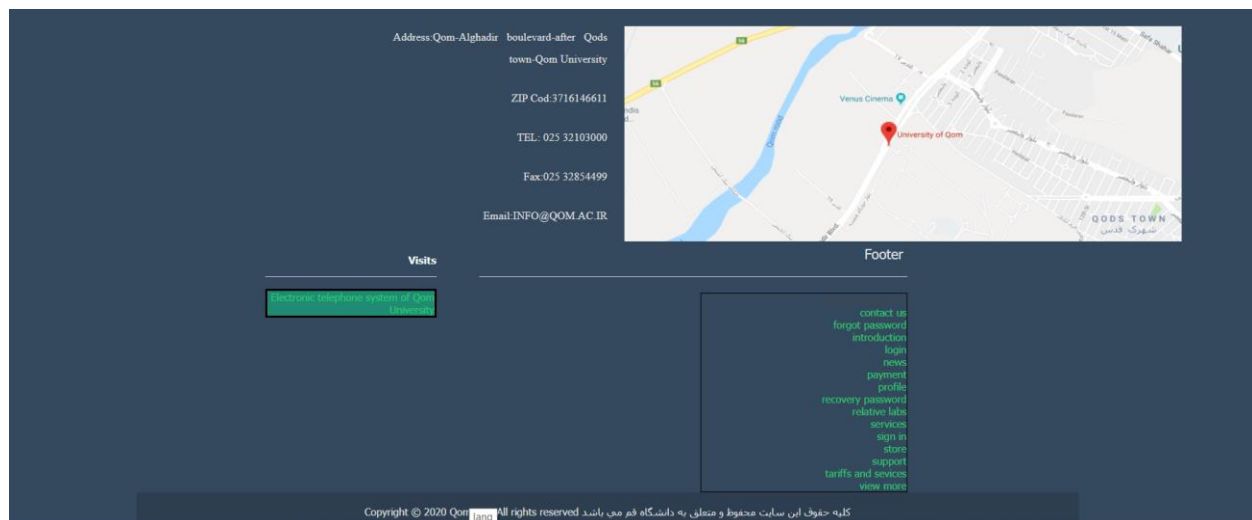 Address:Qom-Alghadir boulevard-after Qods
town-Qom University
ZIP Cod:3716146611
TEL: 025 32103000
Fax:025 32854499
Email:INFO@QOM.AC.IR
Venus Cinema
University of Qom
QODS TOWN
شهرک قدس
Footer
Visits
Electronic telephone system of Qom
University
contact us
forgot password
introduction
login
news
payment
profile
recovery password
relative labs
services
sign in
store
support
tariffs and sevices
view more
Copyright © 2020 Qom All rights reserved کلیه حقوق این سایت محفوظ و متعلق به دانشگاه قم می باشد
lang